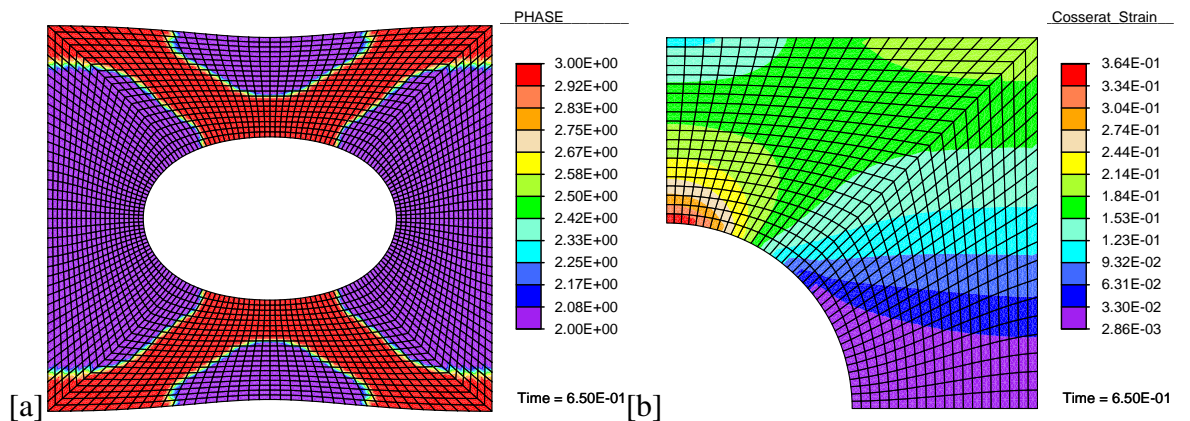 PHASE
3.00E+00
2.92E+00
2.83E+00
2.75E+00
2.67E+00
2.58E+00
2.50E+00
2.42E+00
2.33E+00
2.25E+00
2.17E+00
2.08E+00
2.00E+00
Time = 6.50E-01
[a]
Cosserat_Strain
3.64E-01
3.34E-01
3.04E-01
2.74E-01
2.44E-01
2.14E-01
1.84E-01
1.53E-01
1.23E-01
9.32E-02
6.31E-02
3.30E-02
2.86E-03
Time = 6.50E-01
[b]